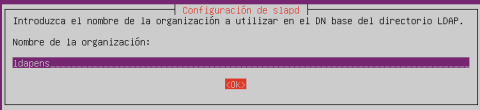 Configuración de slapd
Introduzca el nombre de la organización a utilizar en el DN base del directorio LDAP.
Nombre de la organización:
ldapens
<Ok>